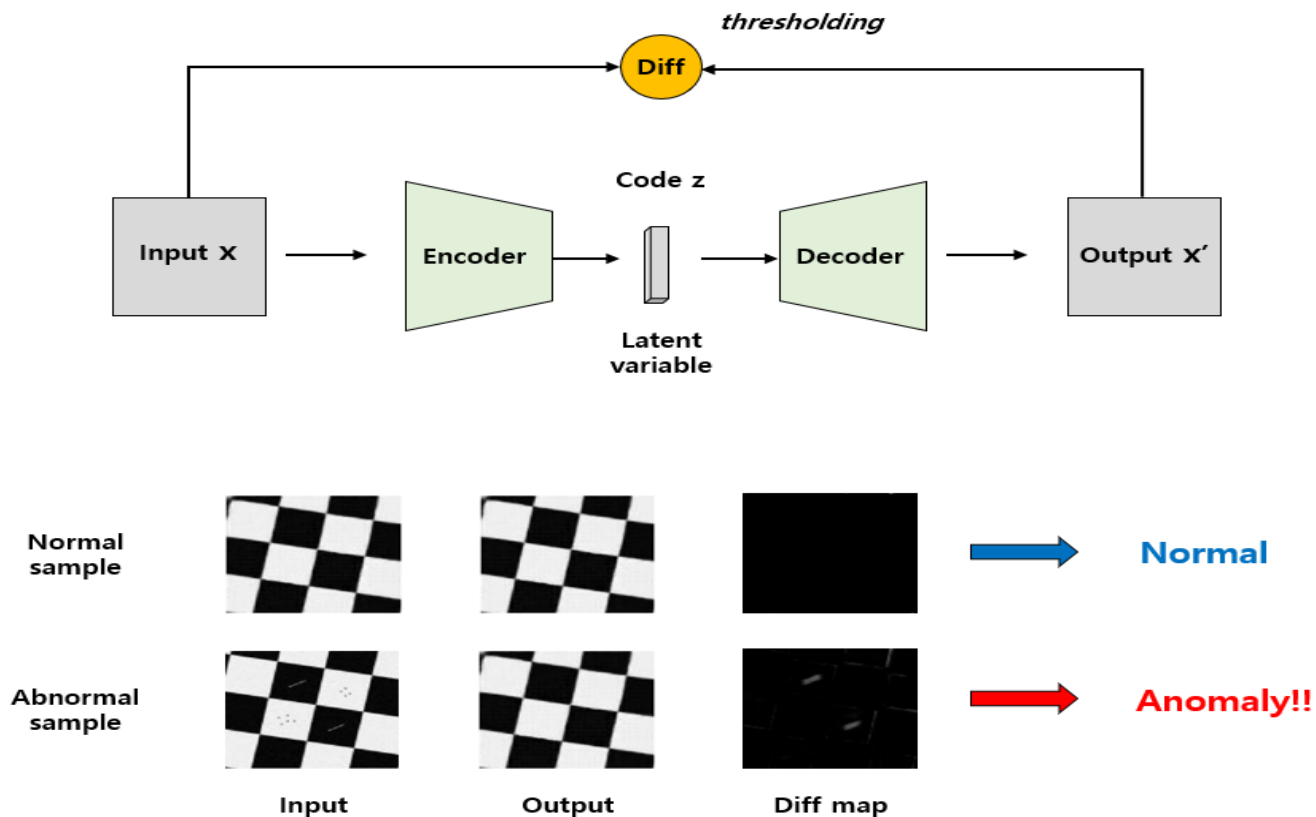 thresholding
Diff
Code z
Input x
Encoder
Decoder
Output x′
Latent
variable
Normal
sample
Normal
Abnormal
sample
Anomaly!!
Input
Output
Diff map